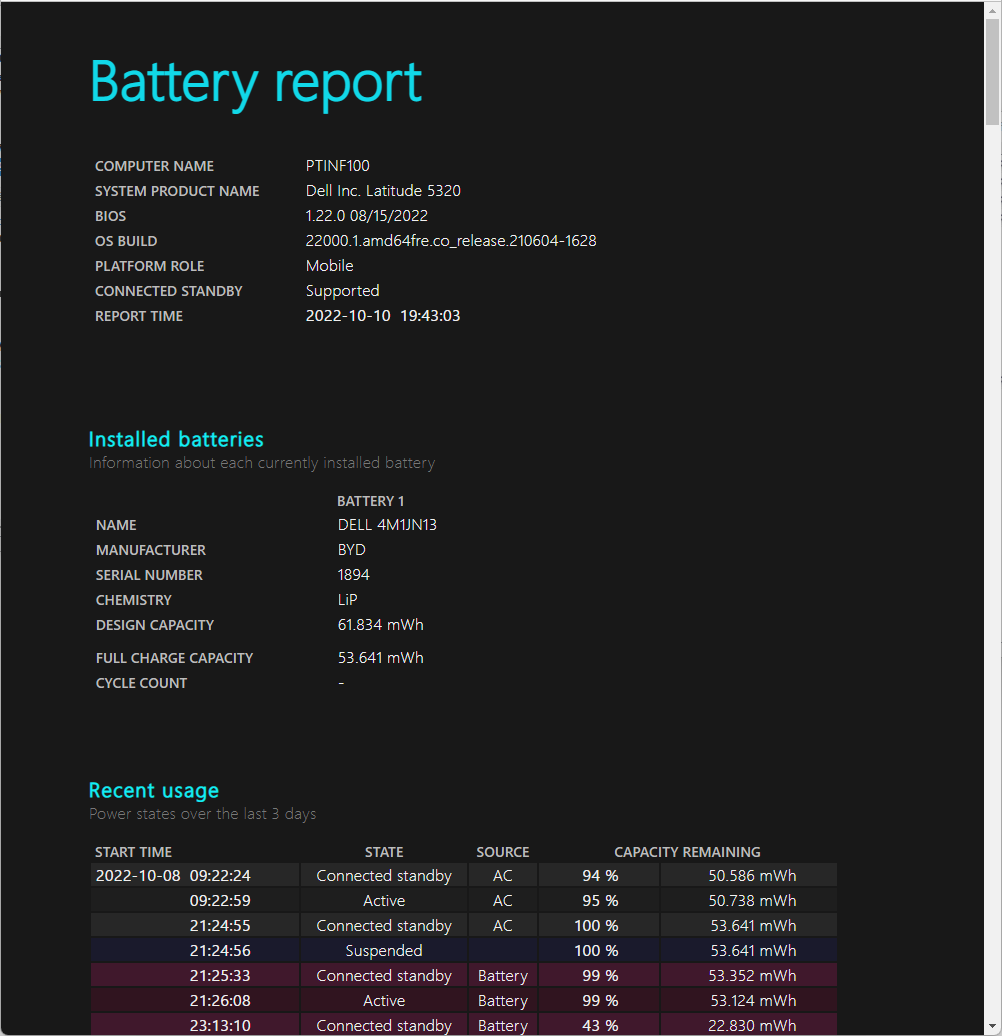 Battery report
COMPUTER NAME PTINF100
SYSTEM PRODUCT NAME Dell Inc. Latitude 5320
BIOS 1.22.0 08/15/2022
OS BUILD 22000.1.amd64fre.co_release.210604-1628
PLATFORM ROLE Mobile
CONNECTED STANDBY Supported
REPORT TIME 2022-10-10 19:43:03
Installed batteries
Information about each currently installed battery
BATTERY 1
NAME DELL 4M1JN13
MANUFACTURER BYD
SERIAL NUMBER 1894
CHEMISTRY LiP
DESIGN CAPACITY 61.834 mWh
FULL CHARGE CAPACITY 53.641 mWh
CYCLE COUNT -
Recent usage
Power states over the last 3 days
START TIME STATE SOURCE CAPACITY REMAINING
2022-10-08 09:22:24 Connected standby AC 94 % 50.586 mWh
09:22:59 Active AC 95 % 50.738 mWh
21:24:55 Connected standby AC 100 % 53.641 mWh
21:24:56 Suspended 100 % 53.641 mWh
21:25:33 Connected standby Battery 99 % 53.352 mWh
21:26:08 Active Battery 99 % 53.124 mWh
23:13:10 Connected standby Battery 43 % 22.830 mWh